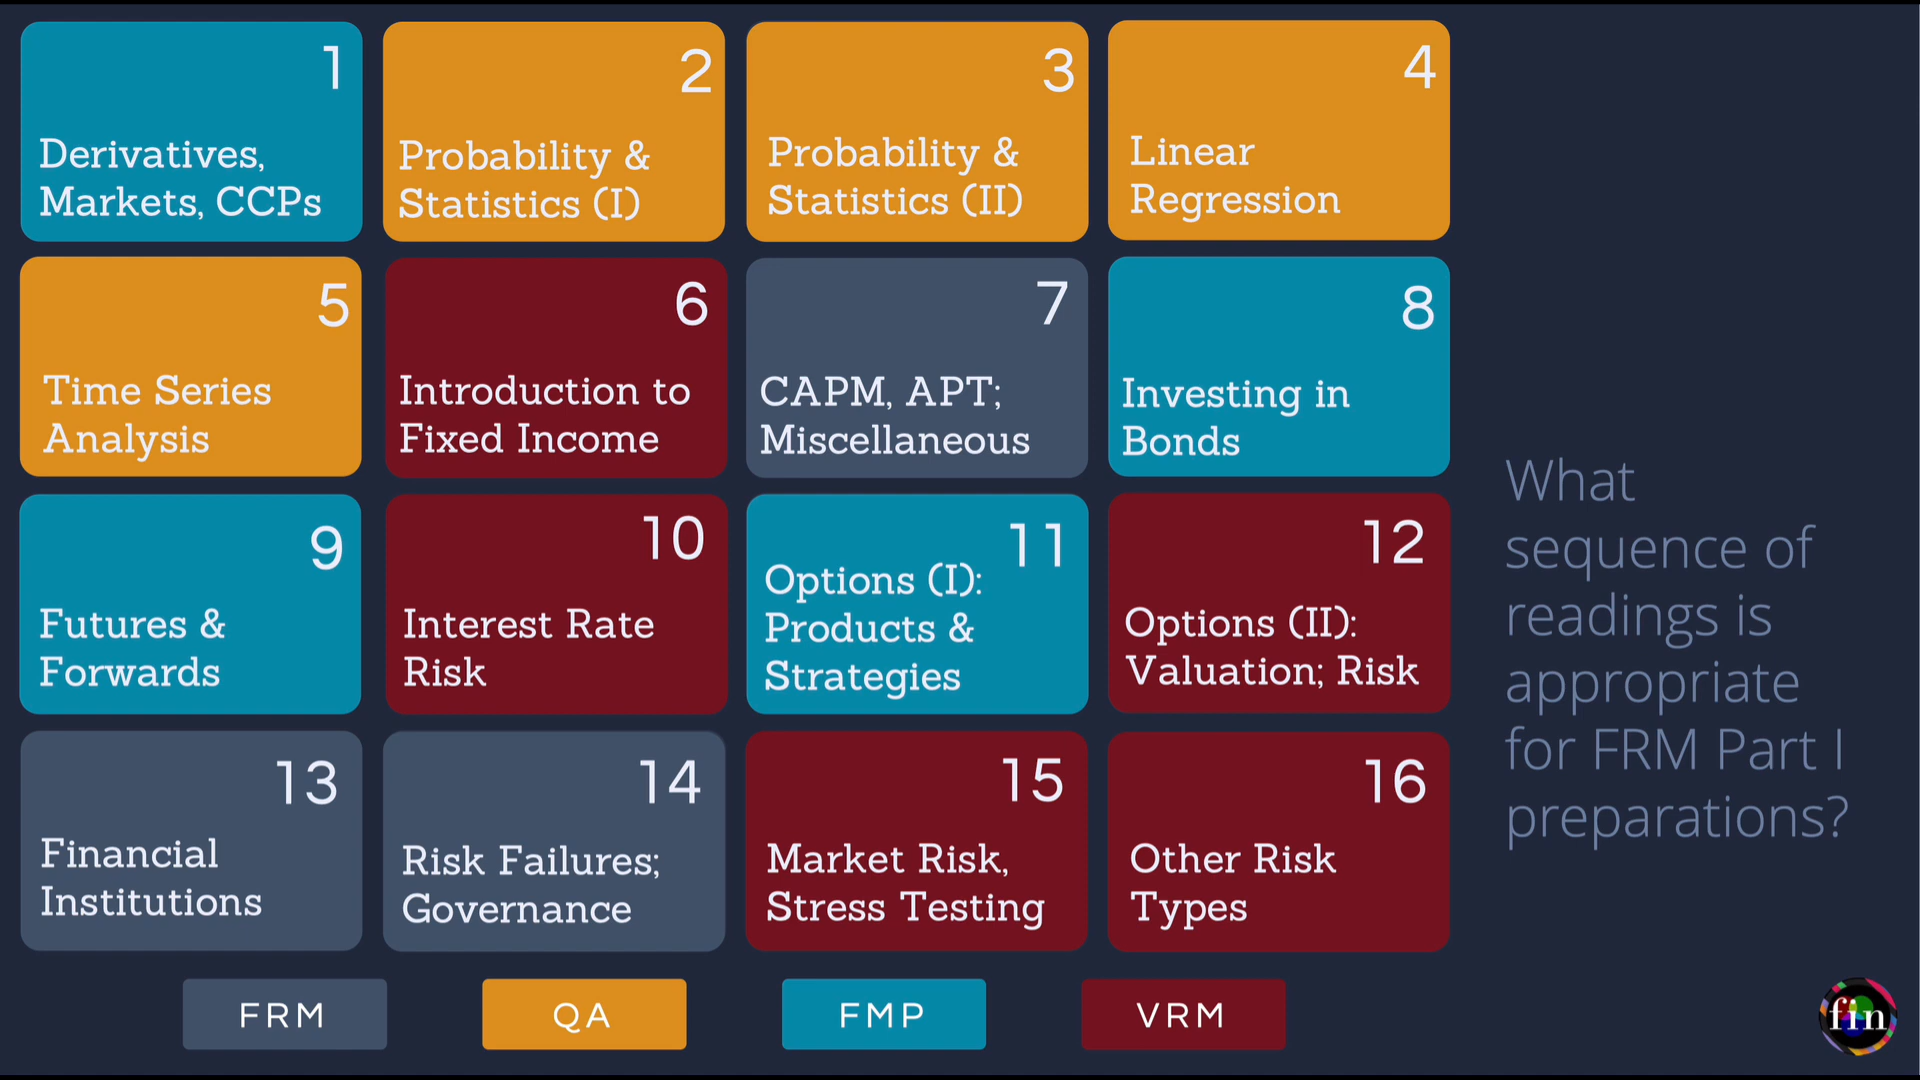 1
Derivatives,
Markets, CCPs
2
Probability &
Statistics (I)
3
Probability &
Statistics (II)
4
Linear
Regression
5
Time Series
Analysis
6
Introduction to
Fixed Income
7
CAPM, APT;
Miscellaneous
8
Investing in
Bonds
9
Futures &
Forwards
10
Interest Rate
Risk
11
Options (I):
Products &
Strategies
12
Options (II):
Valuation; Risk
13
Financial
Institutions
14
Risk Failures;
Governance
15
Market Risk,
Stress Testing
16
Other Risk
Types
What
sequence of
readings is
appropriate
for FRM Part I
preparations?
FRM
QA
FMP
VRM
fin